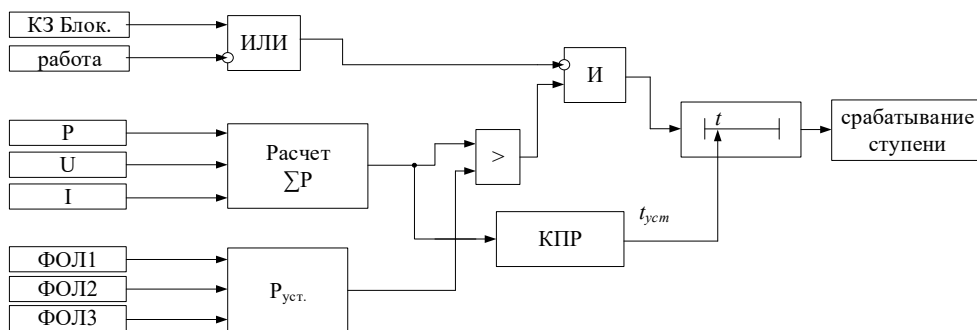 КЗ Блок.
работа
ИЛИ
И
P
U
I
Расчет
∑P
>
t
срабатывание
ступени
КПР
tуст
ФОЛ1
ФОЛ2
ФОЛ3
Pуст.